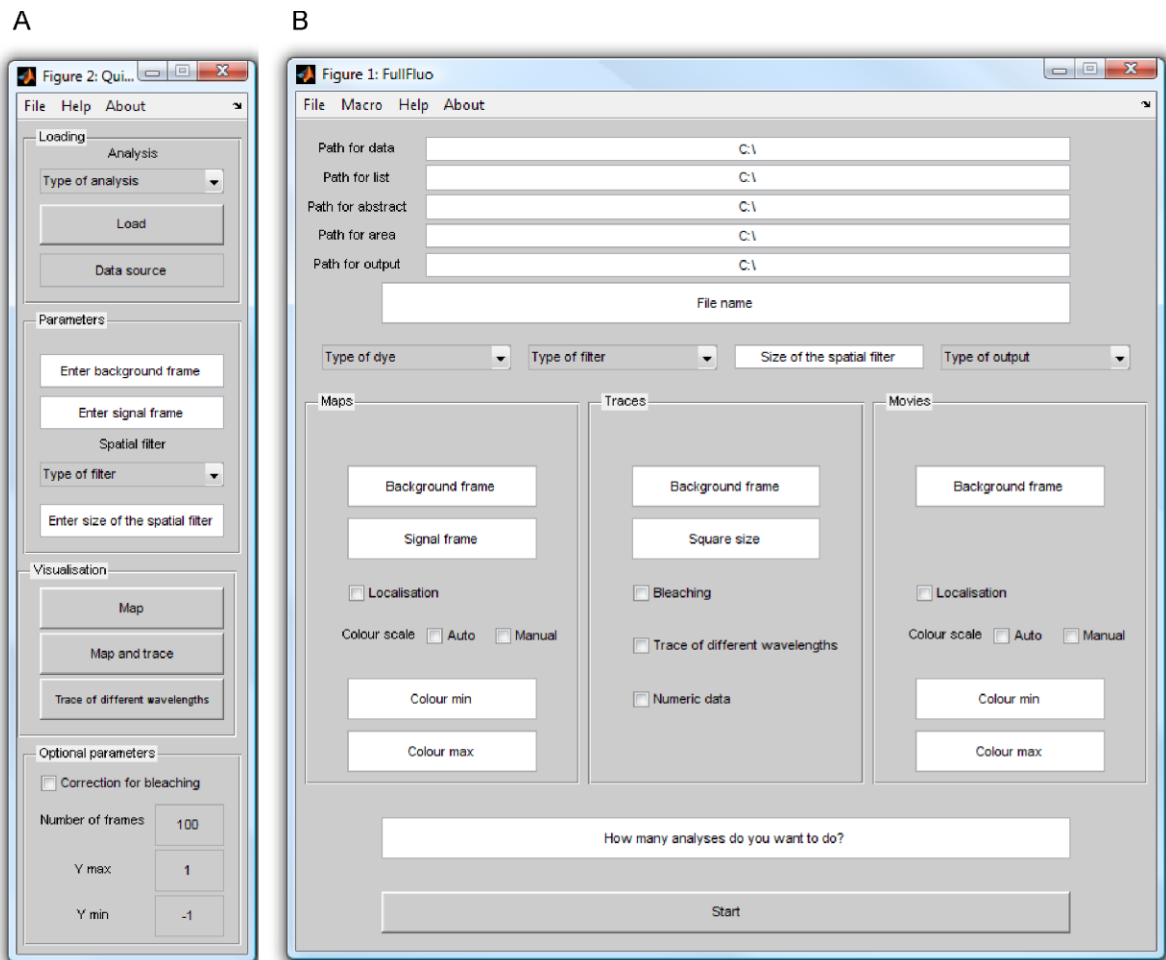 A
B
Figure 2: Qui...
File Help About
Loading
Analysis
Type of analysis
Load
Data source
Parameters
Enter background frame
Enter signal frame
Spatial filter
Type of filter
Enter size of the spatial filter
Visualisation
Map
Map and trace
Trace of different wavelengths
Optional parameters
Correction for bleaching
Number of frames 100
Y max 1
Y min -1
Figure 1: FullFluo
File Macro Help About
Path for data C:\
Path for list C:\
Path for abstract C:\
Path for area C:\
Path for output C:\
File name
Type of dye Type of filter Size of the spatial filter Type of output
Maps
Background frame
Signal frame
Localisation
Colour scale Auto Manual
Colour min
Colour max
Traces
Background frame
Square size
Bleaching
Trace of different wavelengths
Numeric data
Movies
Background frame
Localisation
Colour scale Auto Manual
Colour min
Colour max
How many analyses do you want to do?
Start